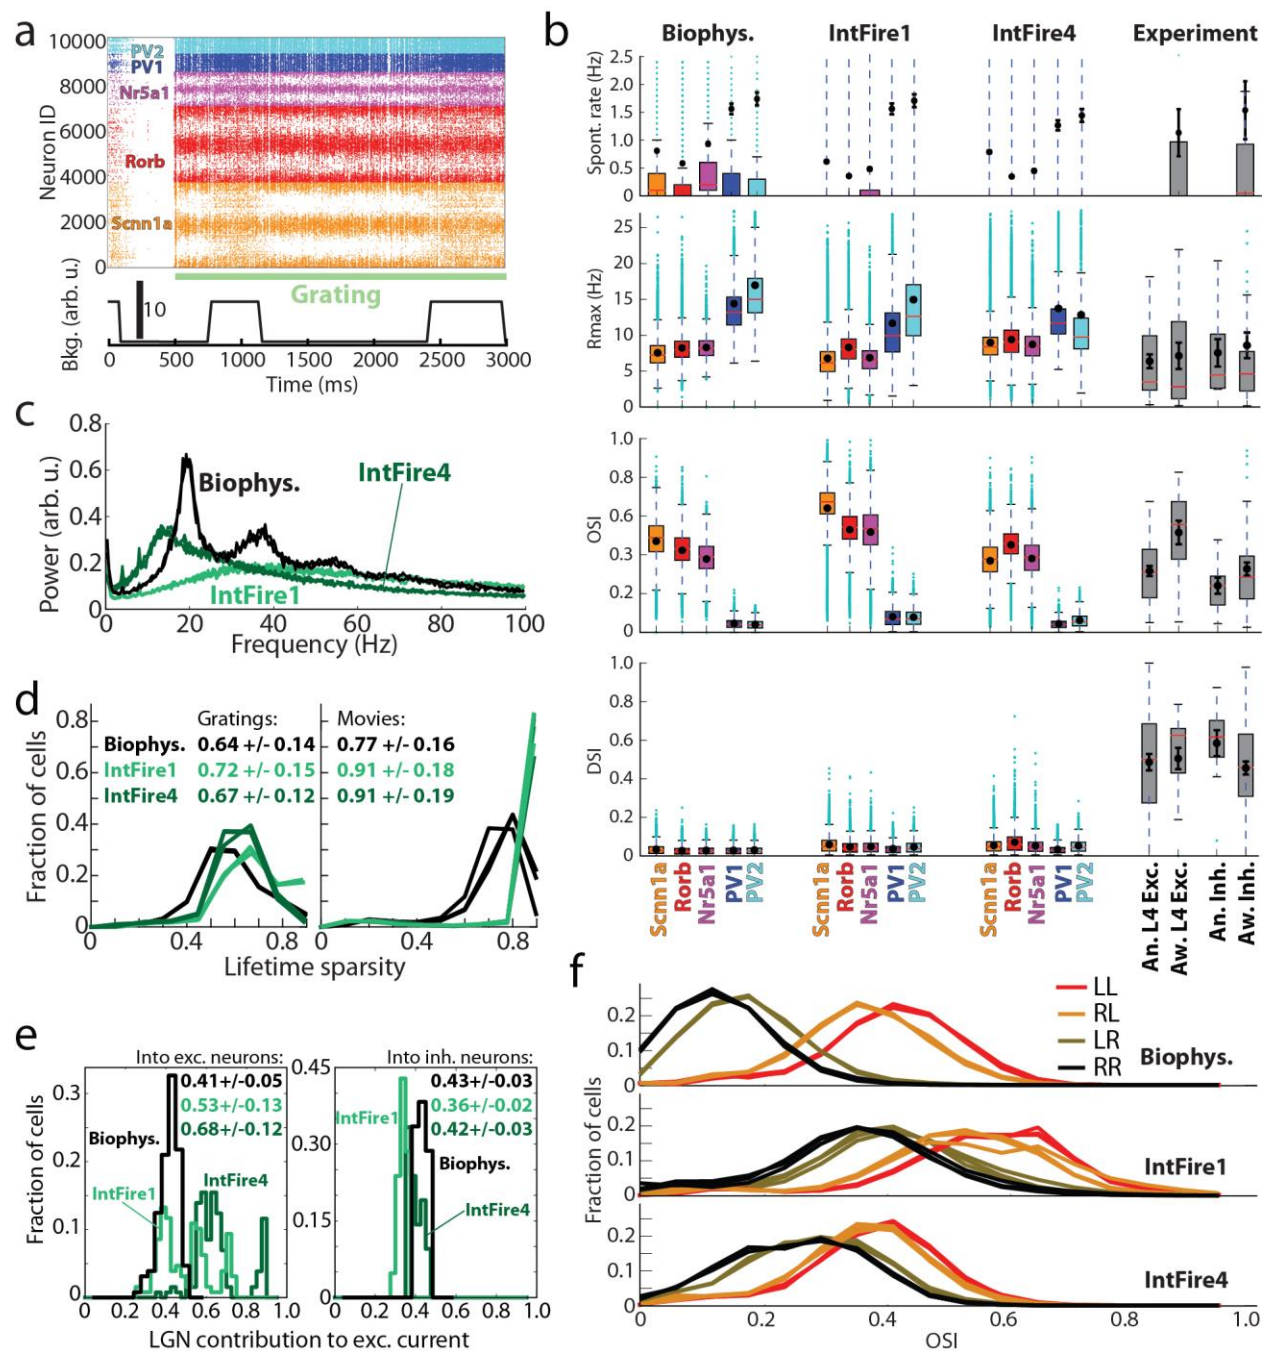 a
10000
8000
6000
4000
2000
0
Neuron ID
PV2
PV1
Nr5a1
Rorb
Scnn1a
Grating
Bkg. (arb. u.)
10
0 500 1000 1500 2000 2500 3000
Time (ms)
b
Biophys. IntFire1 IntFire4 Experiment
Spont. rate (Hz)
2.5
2.0
1.5
1.0
0.5
0
Rmax (Hz)
25
20
15
10
5
0
OSI
1.0
0.8
0.6
0.3
0.2
0
DSI
1.0
0.8
0.6
0.4
0.2
0
Scnn1a Rorb Nr5a1 PV1 PV2 Scnn1a Rorb Nr5a1 PV1 PV2 Scnn1a Rorb Nr5a1 PV1 PV2 An. L4 Exc. Aw. L4 Exc. An. Inh. Aw. Inh.
c
Power (arb. u.)
0.8
0.6
0.4
0.2
0
Biophys.
IntFire4
IntFire1
0 20 40 60 80 100
Frequency (Hz)
d
Fraction of cells
0.8
0.6
0.4
0.2
0
Gratings: Movies:
Biophys. 0.64 +/- 0.14 0.77 +/- 0.16
IntFire1 0.72 +/- 0.15 0.91 +/- 0.18
IntFire4 0.67 +/- 0.12 0.91 +/- 0.19
0 0.4 0.8 0.4 0.8
Lifetime sparsity
e
Fraction of cells
Into exc. neurons:
0.41+/-0.05
0.53+/-0.13
0.68+/-0.12
0.3
0.2
0.1
0
Biophys.
IntFire1
IntFire4
0 0.2 0.4 0.6 0.8 1.0
Into inh. neurons:
0.43+/-0.03
0.36+/-0.02
0.42+/-0.03
0.45
0.30
0.15
0
IntFire1
Biophys.
IntFire4
0 0.2 0.4 0.6 0.8 1.0
LGN contribution to exc. current
f
Fraction of cells
LL
RL
LR
RR
0.2
0.1
0
Biophys.
0.2
0.1
0
IntFire1
0.2
0.1
0
IntFire4
0 0.2 0.4 0.6 0.8 1.0
OSI